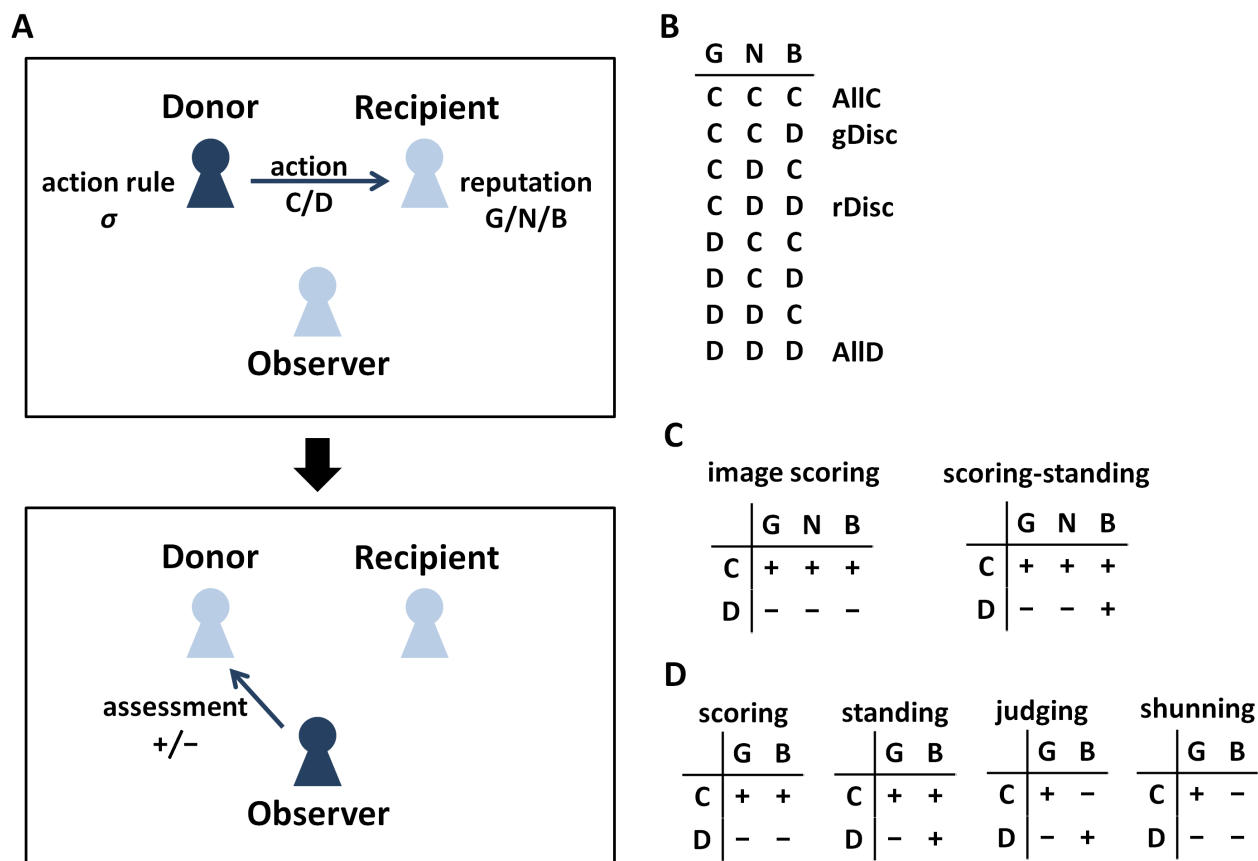 A
Donor Recipient
action rule σ
action C/D
reputation G/N/B
Observer
Donor Recipient
assessment +/−
Observer
B
G N B
C C C AllC
C C D gDisc
C D C
C D D rDisc
D C C
D C D
D D C
D D D AllD
C
image scoring
G N B
C + + +
D − − −
scoring-standing
G N B
C + + +
D − − +
D
scoring
G B
C + +
D − −
standing
G B
C + +
D − +
judging
G B
C + −
D − +
shunning
G B
C + −
D − −